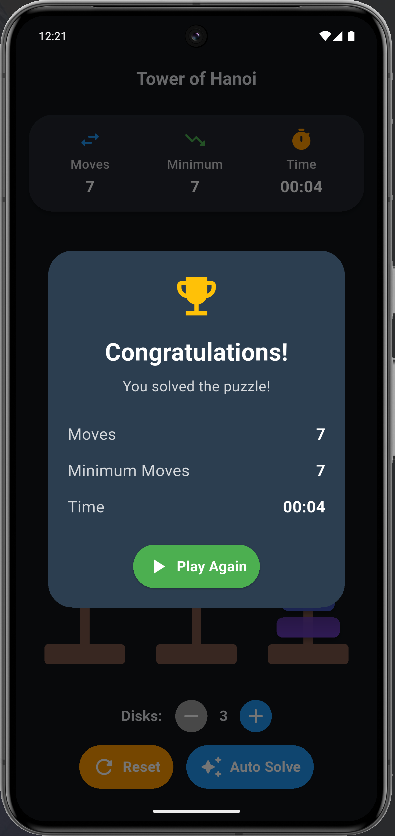 12:21
Tower of Hanoi
Moves Minimum Time
7 7 00:04
Congratulations!
You solved the puzzle!
Moves 7
Minimum Moves 7
Time 00:04
Play Again
Disks: 3
Reset Auto Solve